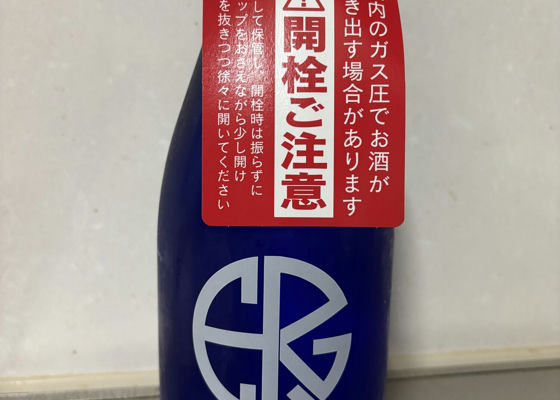 内のガス圧でお酒が
き出す場合があります
開栓ご注意
して保管し、開栓時は振らずに
ップをおさえながら少し開け
を抜きつつ徐々に開いてください